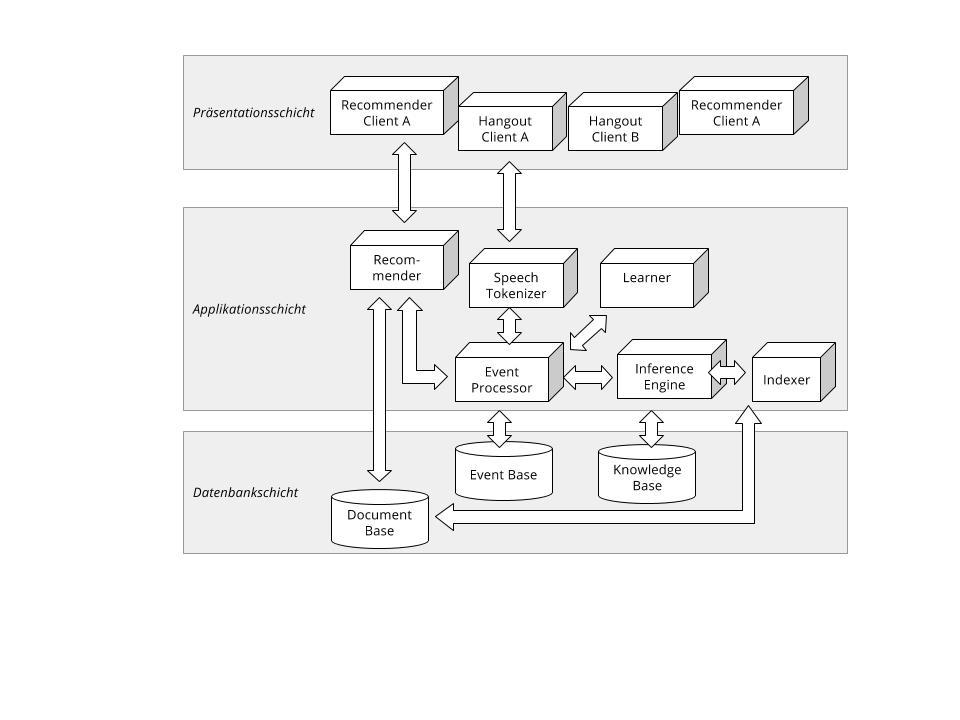 Präsentationsschicht
Recommender
Client A
Hangout
Client A
Hangout
Client B
Recommender
Client A
Applikationsschicht
Recom-
mender
Speech
Tokenizer
Learner
Event
Processor
Inference
Engine
Indexer
Datenbankschicht
Event Base
Knowledge
Base
Document
Base